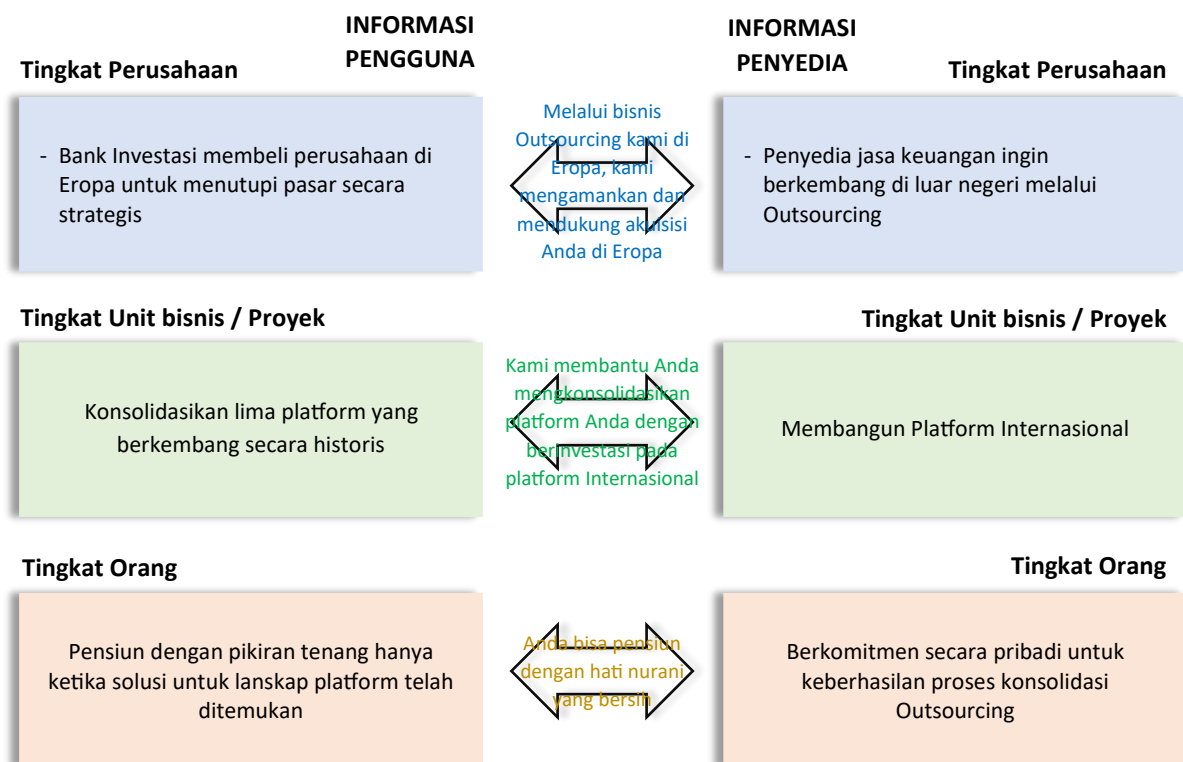 INFORMASI
PENGGUNA
INFORMASI
PENYEDIA
Tingkat Perusahaan
Tingkat Perusahaan
- Bank Investasi membeli perusahaan di
Eropa untuk menutupi pasar secara
strategis
Melalui bisnis
Outsourcing kami di
Eropa, kami
mengamankan dan
mendukung akuisisi
Anda di Eropa
- Penyedia jasa keuangan ingin
berkembang di luar negeri melalui
Outsourcing
Tingkat Unit bisnis / Proyek
Tingkat Unit bisnis / Proyek
Konsolidasikan lima platform yang
berkembang secara historis
Kami membantu Anda
mengkonsolidasikan
platform Anda dengan
berinvestasi pada
platform Internasional
Membangun Platform Internasional
Tingkat Orang
Tingkat Orang
Pensiun dengan pikiran tenang hanya
ketika solusi untuk lanskap platform telah
ditemukan
Anda bisa pensiun
dengan hati nurani
yang bersih
Berkomitmen secara pribadi untuk
keberhasilan proses konsolidasi
Outsourcing